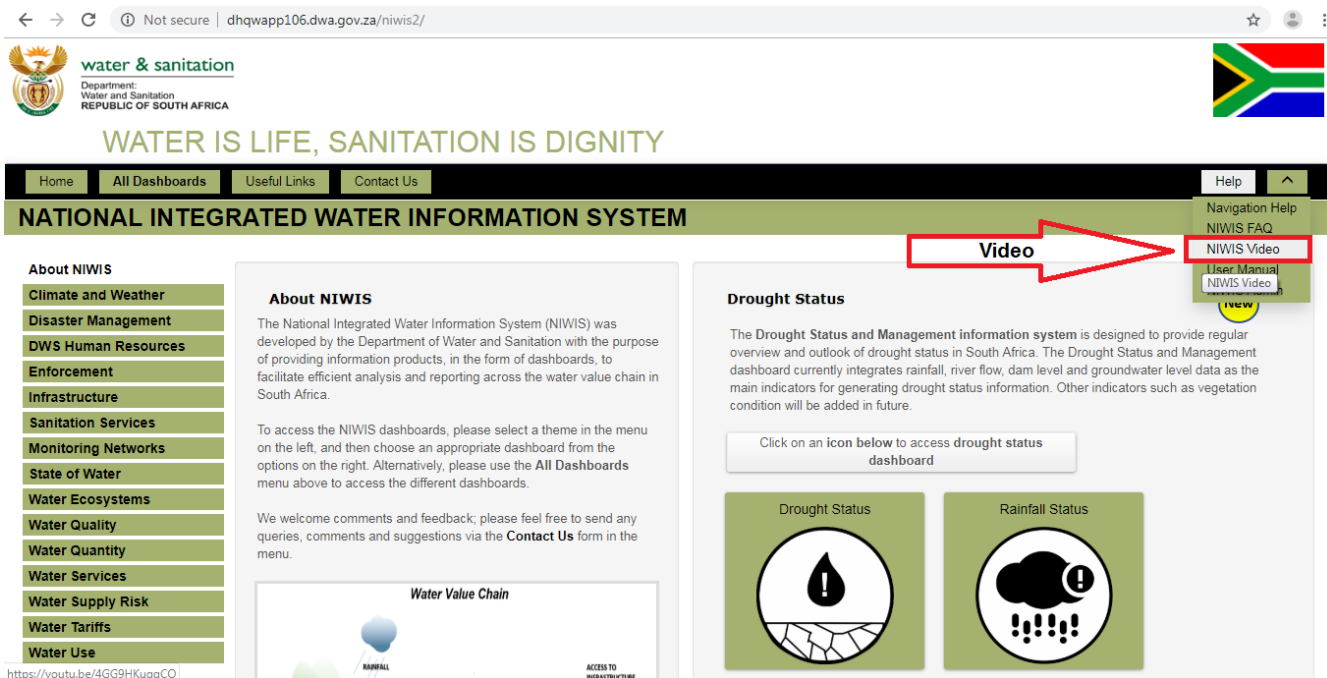 Not secure | dhqwapp106.dwa.gov.za/niwis2/
water & sanitation
Department:
Water and Sanitation
REPUBLIC OF SOUTH AFRICA
WATER IS LIFE, SANITATION IS DIGNITY
Home All Dashboards Useful Links Contact Us Help
NATIONAL INTEGRATED WATER INFORMATION SYSTEM
Navigation Help
NIWIS FAQ
NIWIS Video
User Manual
NIWIS Video
Admin
Video
New
About NIWIS
Climate and Weather
Disaster Management
DWS Human Resources
Enforcement
Infrastructure
Sanitation Services
Monitoring Networks
State of Water
Water Ecosystems
Water Quality
Water Quantity
Water Services
Water Supply Risk
Water Tariffs
Water Use
About NIWIS
The National Integrated Water Information System (NIWIS) was
developed by the Department of Water and Sanitation with the purpose
of providing information products, in the form of dashboards, to
facilitate efficient analysis and reporting across the water value chain in
South Africa.
To access the NIWIS dashboards, please select a theme in the menu
on the left, and then choose an appropriate dashboard from the
options on the right. Alternatively, please use the All Dashboards
menu above to access the different dashboards.
We welcome comments and feedback; please feel free to send any
queries, comments and suggestions via the Contact Us form in the
menu.
Water Value Chain
RAINFALL
ACCESS TO
INFRASTRUCTURE
Drought Status
The Drought Status and Management information system is designed to provide regular
overview and outlook of drought status in South Africa. The Drought Status and Management
dashboard currently integrates rainfall, river flow, dam level and groundwater level data as the
main indicators for generating drought status information. Other indicators such as vegetation
condition will be added in future.
Click on an icon below to access drought status
dashboard
Drought Status
Rainfall Status